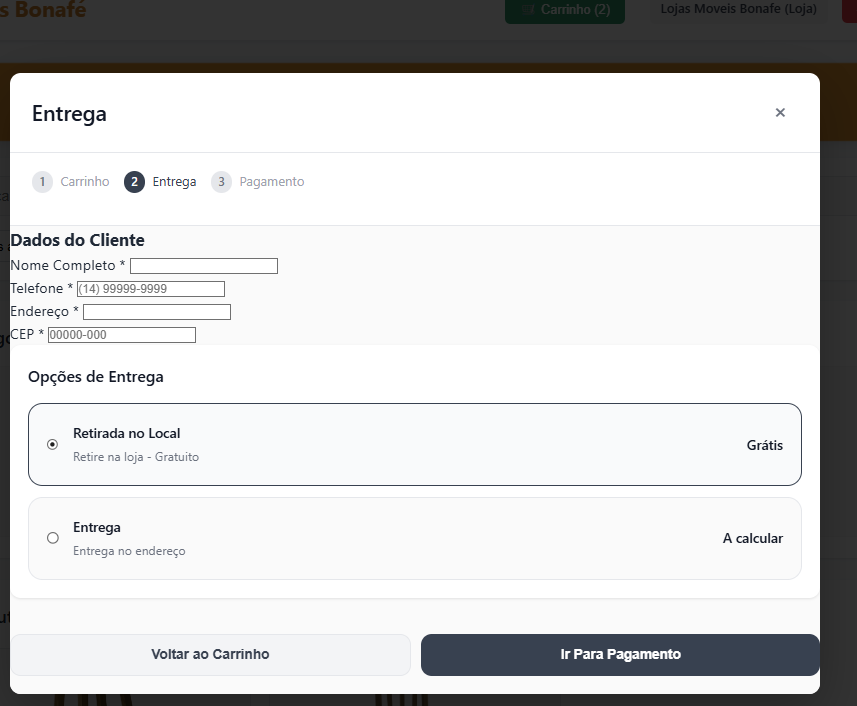 s Bonafé
Carrinho (2)
Lojas Moveis Bonafe (Loja)
Entrega
×
1 Carrinho 2 Entrega 3 Pagamento
Dados do Cliente
Nome Completo *
Telefone * (14) 99999-9999
Endereço *
CEP * 00000-000
Opções de Entrega
Retirada no Local
Retire na loja - Gratuito
Grátis
Entrega
Entrega no endereço
A calcular
Voltar ao Carrinho
Ir Para Pagamento